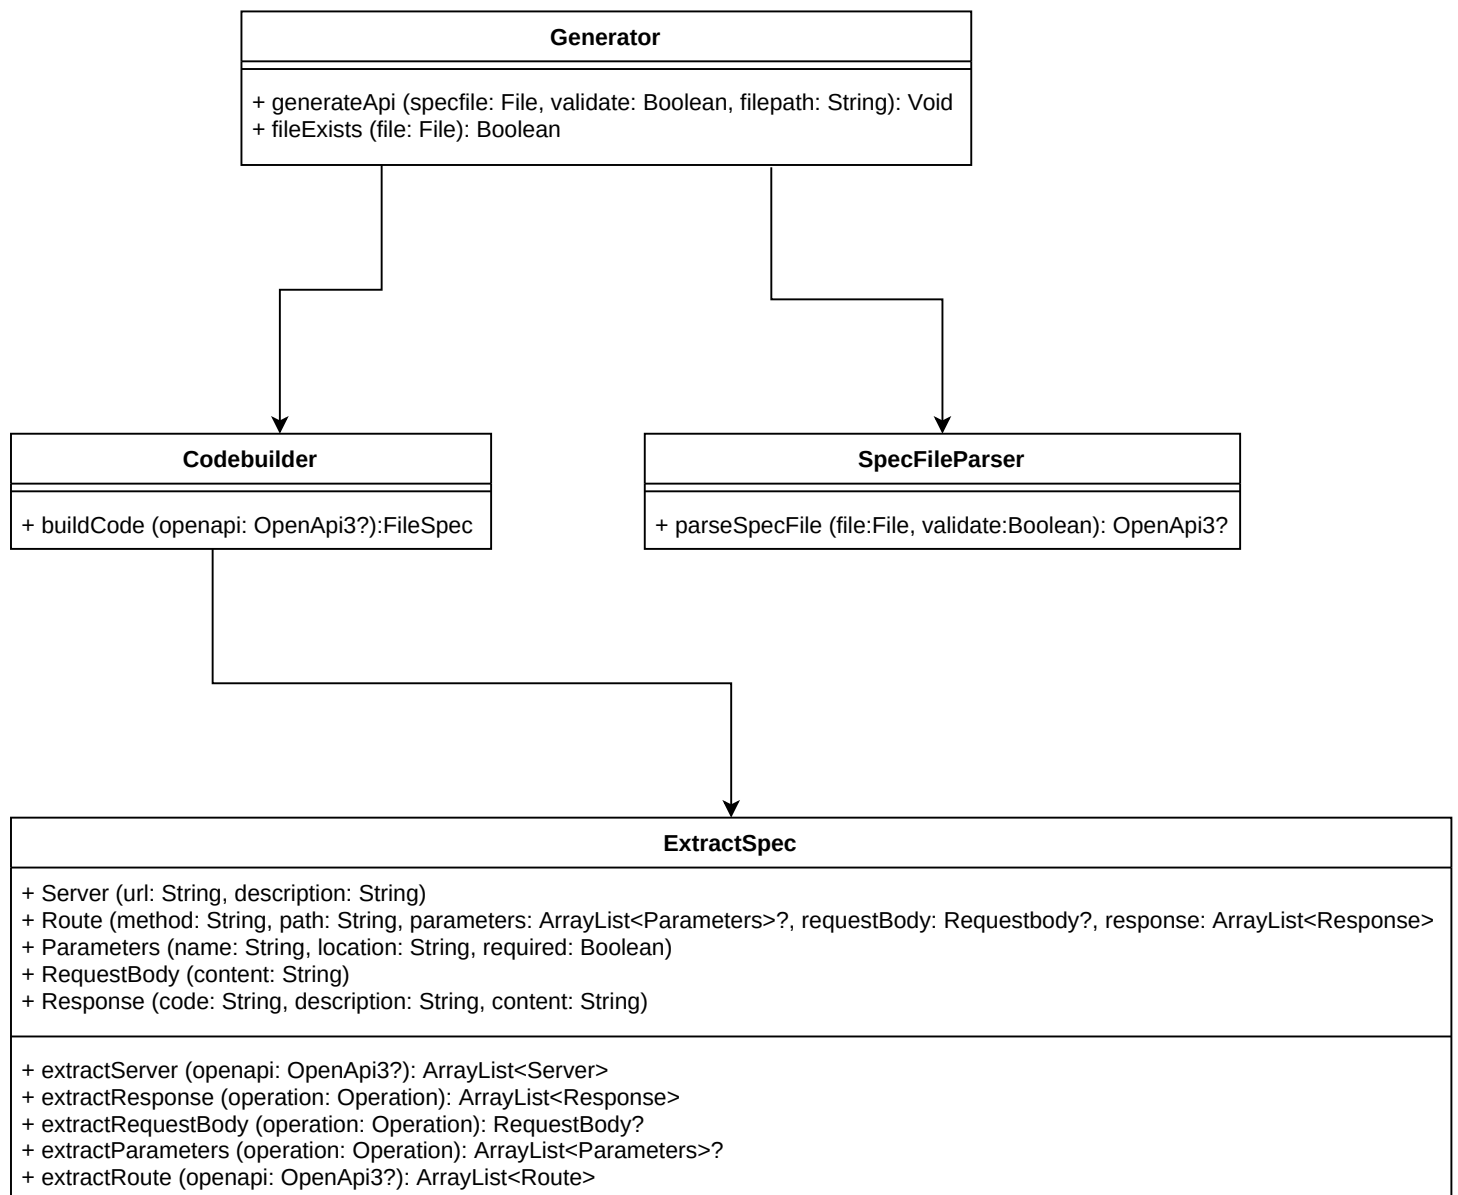 Generator
+ generateApi (specfile: File, validate: Boolean, filepath: String): Void
+ fileExists (file: File): Boolean
Codebuilder
+ buildCode (openapi: OpenApi3?):FileSpec
SpecFileParser
+ parseSpecFile (file:File, validate:Boolean): OpenApi3?
ExtractSpec
+ Server (url: String, description: String)
+ Route (method: String, path: String, parameters: ArrayList<Parameters>?, requestBody: Requestbody?, response: ArrayList<Response>
+ Parameters (name: String, location: String, required: Boolean)
+ RequestBody (content: String)
+ Response (code: String, description: String, content: String)
+ extractServer (openapi: OpenApi3?): ArrayList<Server>
+ extractResponse (operation: Operation): ArrayList<Response>
+ extractRequestBody (operation: Operation): RequestBody?
+ extractParameters (operation: Operation): ArrayList<Parameters>?
+ extractRoute (openapi: OpenApi3?): ArrayList<Route>